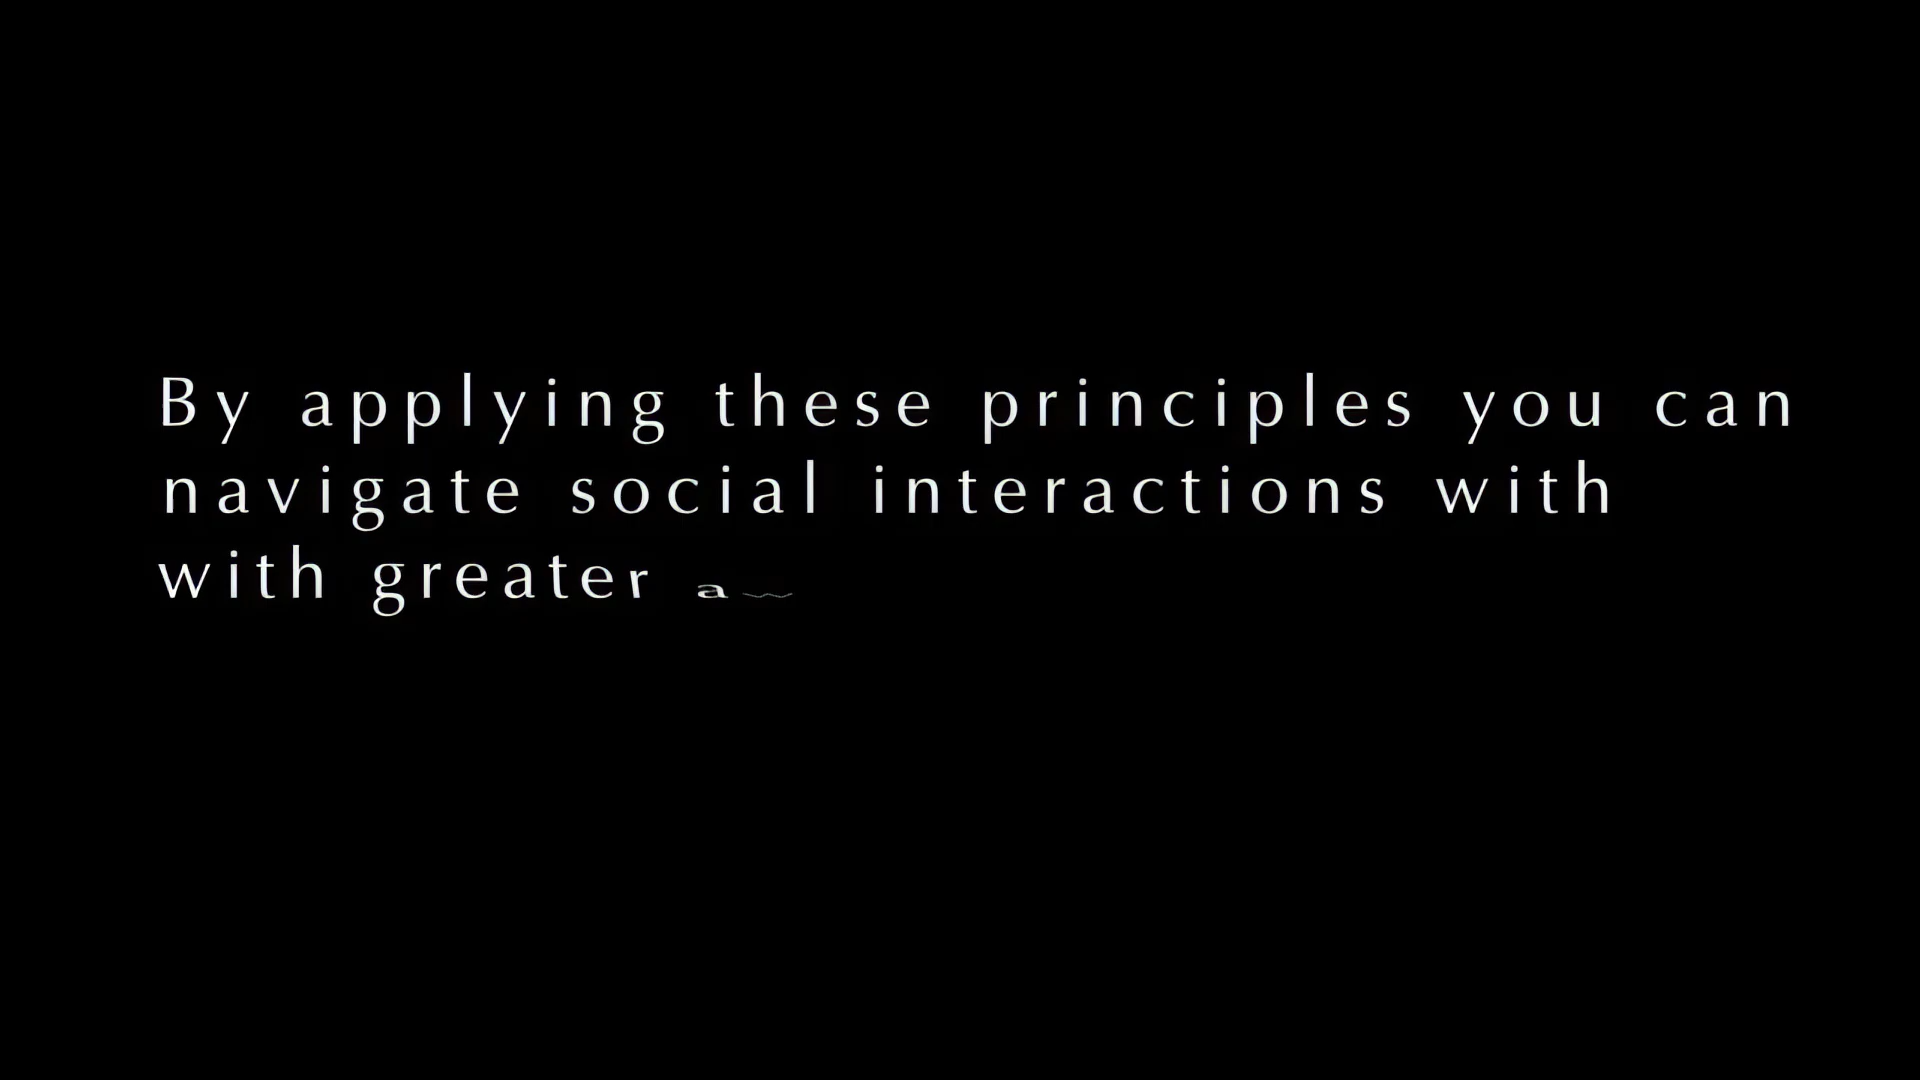 By applying these principles you can
navigate social interactions with
with greater a